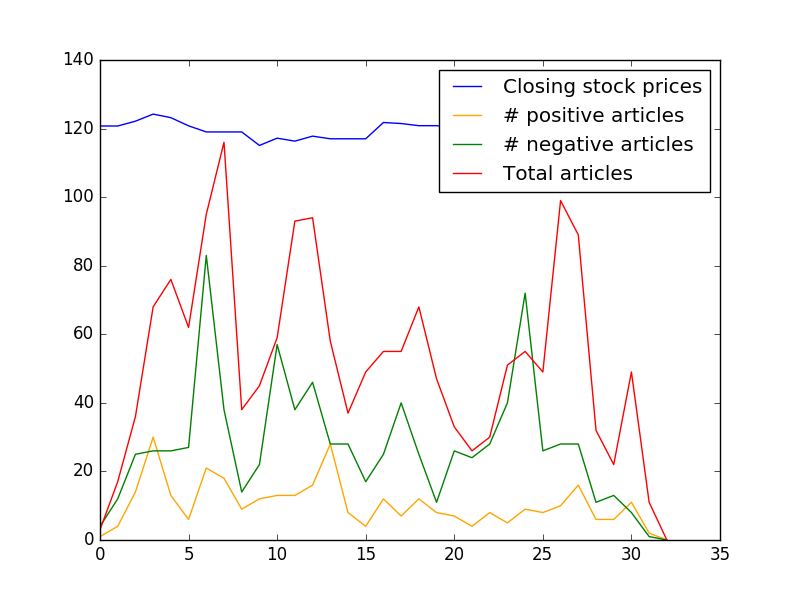 140
120
100
80
60
40
20
0
0 5 10 15 20 25 30 35
Closing stock prices
# positive articles
# negative articles
Total articles